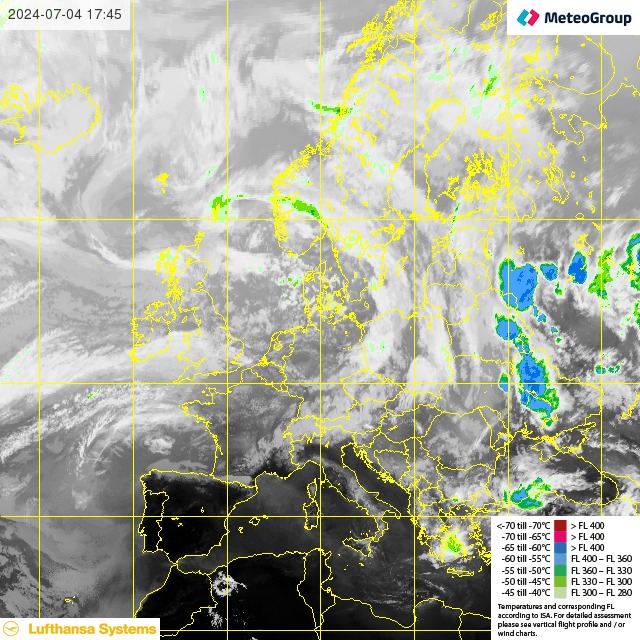 2024-07-04 17:45
MeteoGroup
<-70 till -70°C > FL 400
-70 till -65°C > FL 400
-65 till -60°C > FL 400
-60 till -55°C FL 400 – FL 360
-55 till -50°C FL 360 – FL 330
-50 till -45°C FL 330 – FL 300
-45 till -40°C FL 300 – FL 280
Temperatures and corresponding FL
according to ISA. For detailed assessment
please see vertical flight profile and / or
wind charts.
Lufthansa Systems